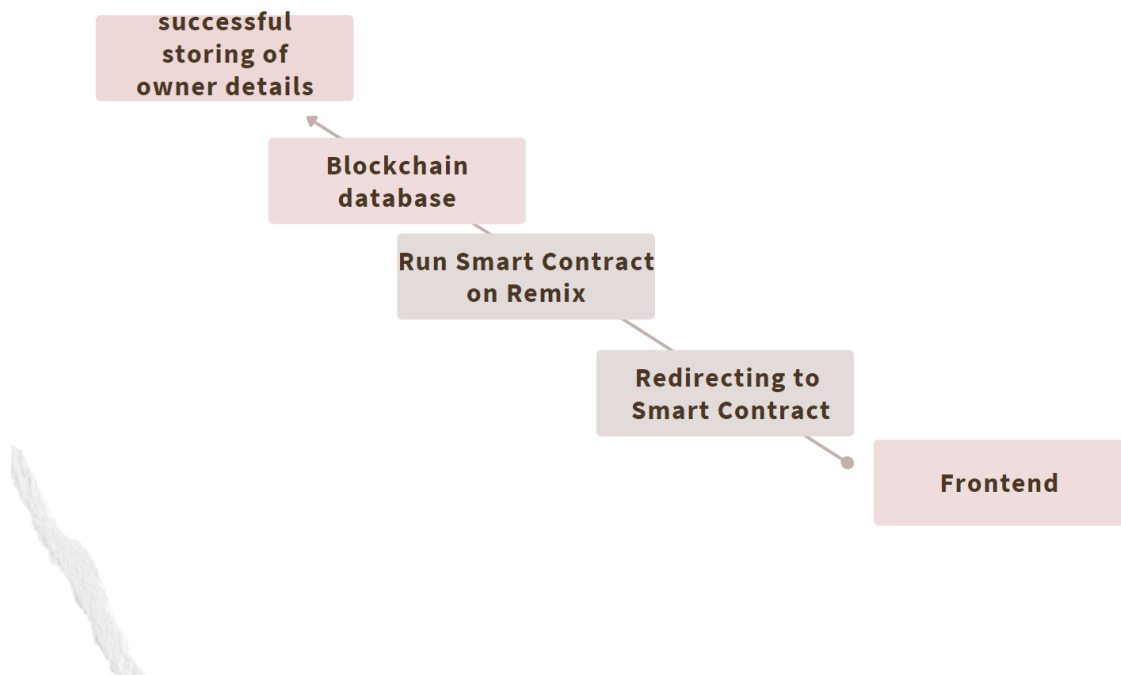 successful
storing of
owner details
Blockchain
database
Run Smart Contract
on Remix
Redirecting to
Smart Contract
Frontend